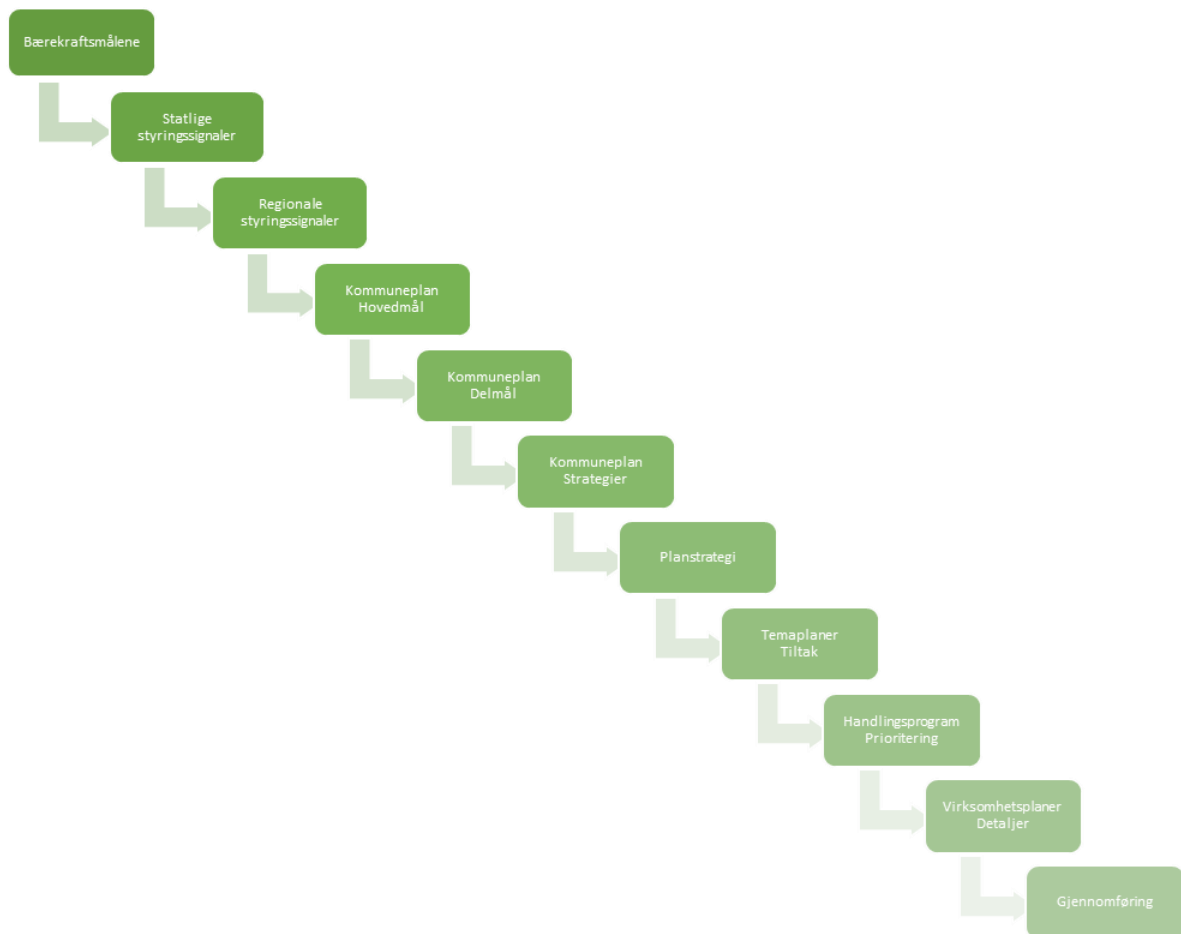 Bærekraftsmålene
Statlige
styringssignaler
Regionale
styringssignaler
Kommuneplan
Hovedmål
Kommuneplan
Delmål
Kommuneplan
Strategier
Planstrategi
Temaplaner
Tiltak
Handlingsprogram
Prioritering
Virksomhetsplaner
Detaljer
Gjennomføring